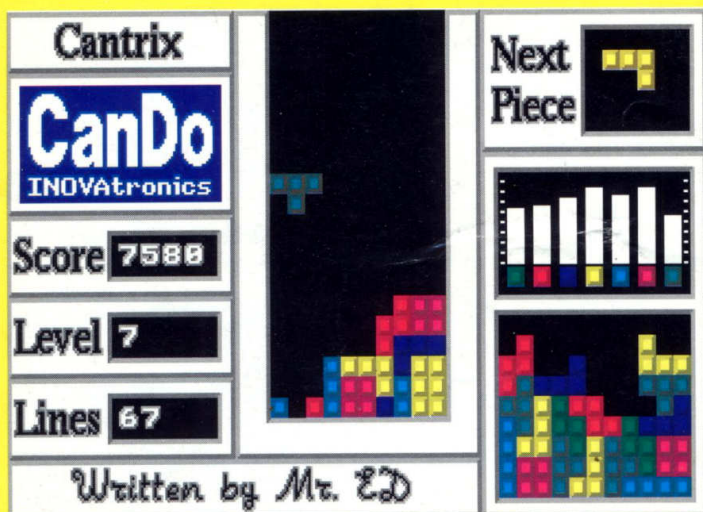 Cantrix
CanDo
INOVAtronics
Score 7580
Level 7
Lines 67
Next
Piece
Written by Mr. ED